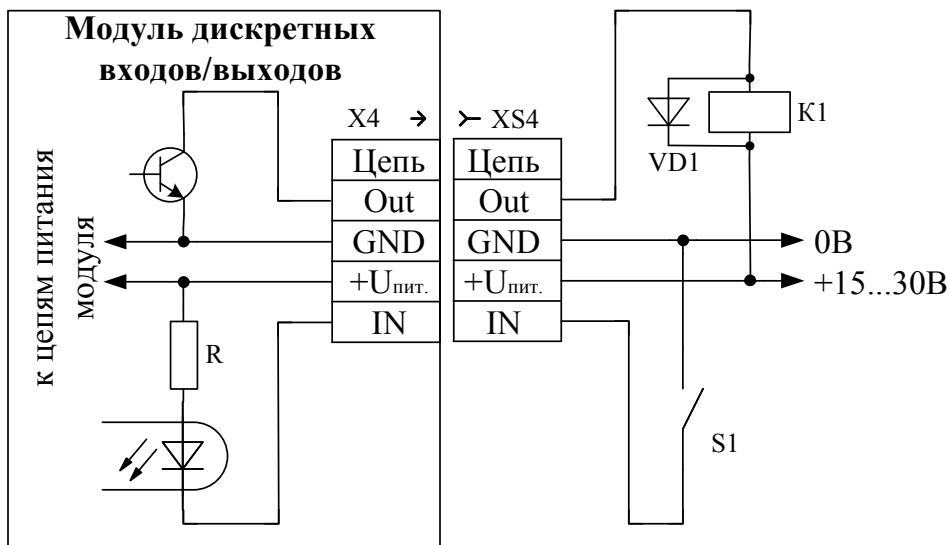 Модуль дискретных
входов/выходов
X4
XS4
Цепь
Out
GND
+Uпит.
IN
Цепь
Out
GND
+Uпит.
IN
к цепям питания
модуля
R
VD1
К1
0В
+15...30В
S1